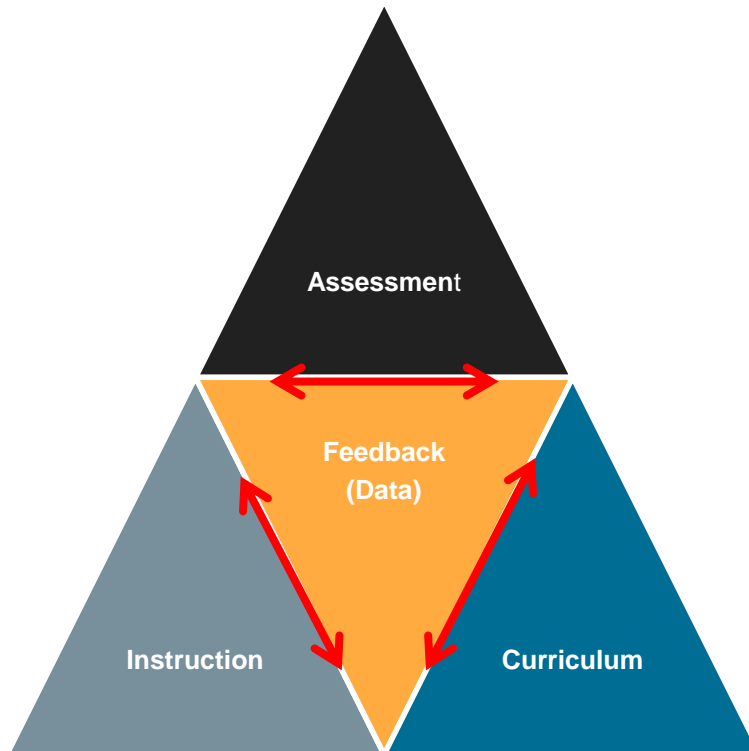 Assessment
Feedback
(Data)
Instruction
Curriculum